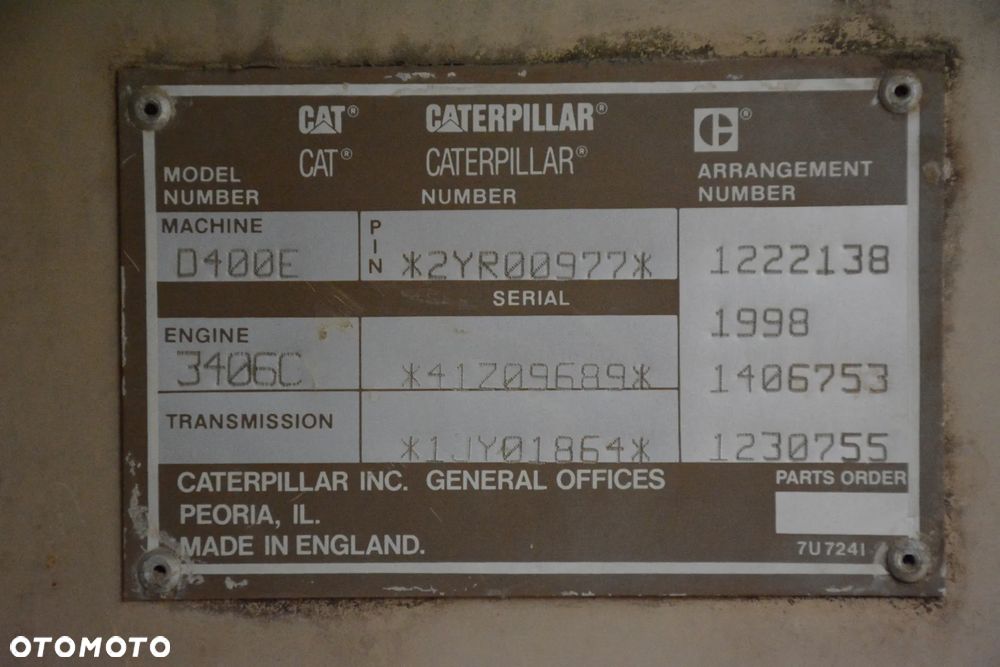 CAT® CATERPILLAR® C®
CAT® CATERPILLAR®
MODEL NUMBER NUMBER ARRANGEMENT NUMBER
MACHINE PIN
D400E *2YR00977* 1222138
SERIAL
1998
ENGINE
3406C *41Z09689* 1406753
TRANSMISSION
*1JY01864* 1230755
CATERPILLAR INC. GENERAL OFFICES PARTS ORDER
PEORIA, IL.
MADE IN ENGLAND. 7U7241
OTOMOTO